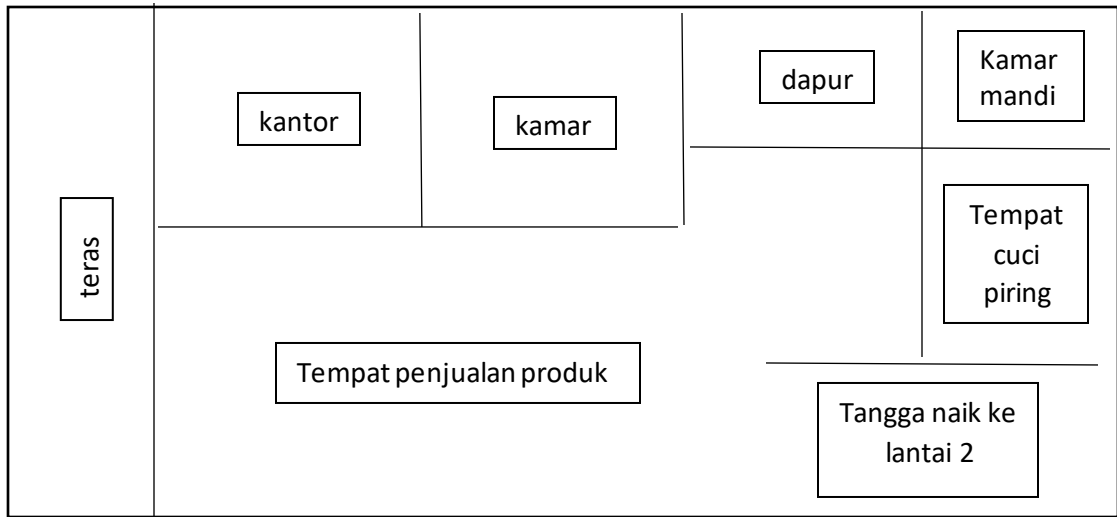 kantor
kamar
dapur
Kamar
mandi
teras
Tempat
cuci
piring
Tempat penjualan produk
Tangga naik ke
lantai 2